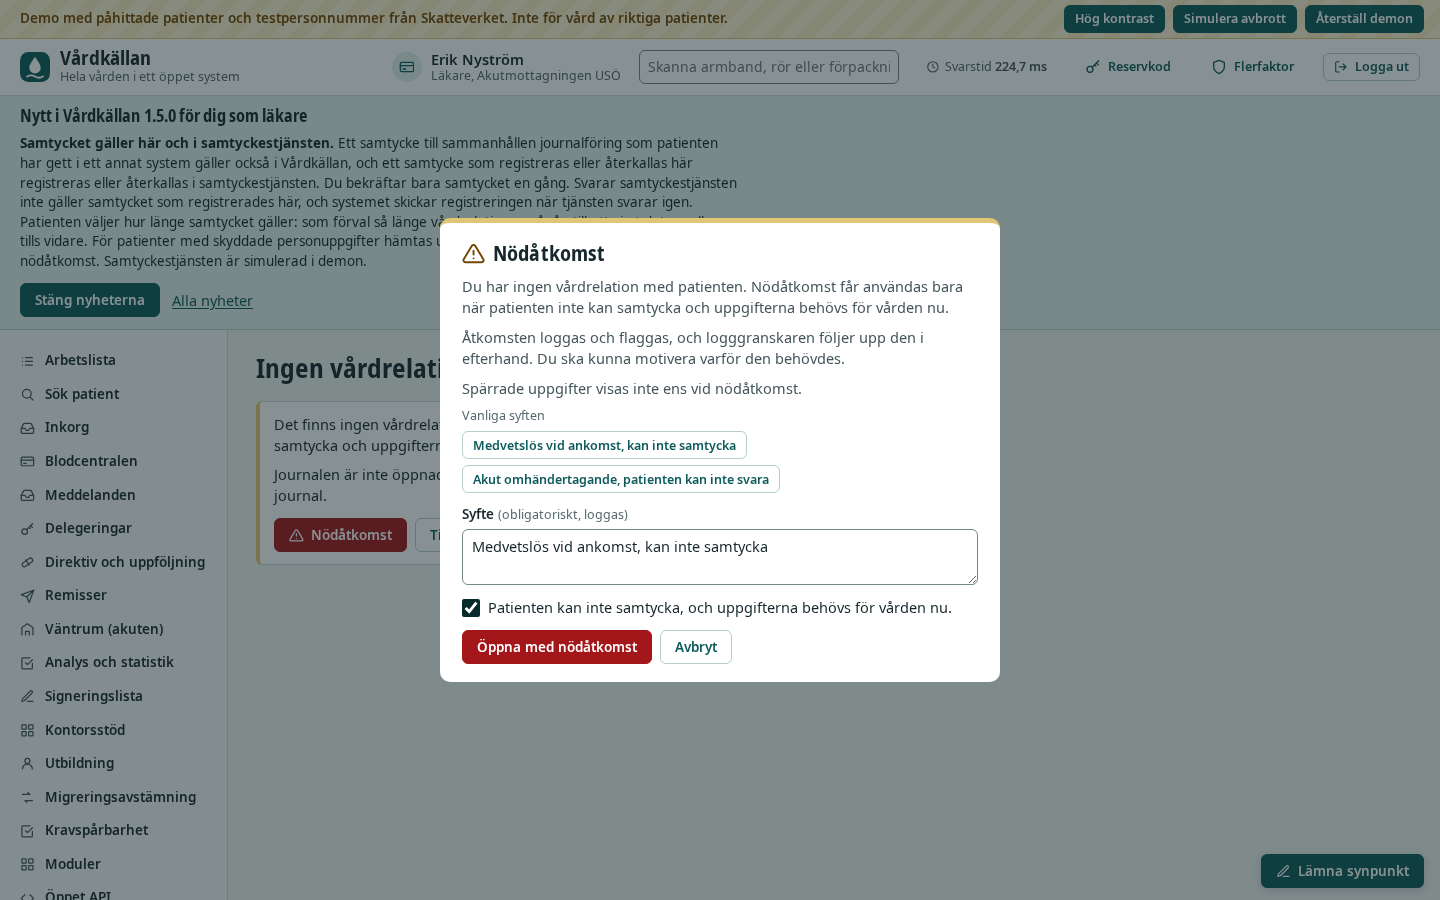 Demo med påhittade patienter och testpersonnummer från Skatteverket. Inte för vård av riktiga patienter.
Hög kontrast
Simulera avbrott
Återställ demon
Vårdkällan
Hela vården i ett öppet system
Erik Nyström
Läkare, Akutmottagningen USÖ
Skanna armband, rör eller förpackni
Svarstid 224,7 ms
Reservkod
Flerfaktor
Logga ut
Nytt i Vårdkällan 1.5.0 för dig som läkare
Samtycket gäller här och i samtyckestjänsten. Ett samtycke till sammanhållen journalföring som patienten
har gett i ett annat system gäller också i Vårdkällan, och ett samtycke som registreras eller återkallas här
registreras eller återkallas i samtyckestjänsten. Du bekräftar bara samtycket en gång. Svarar samtyckestjänsten
inte gäller samtycket som registrerades här, och systemet skickar registreringen när tjänsten svarar igen.
Patienten väljer hur länge samtycket gäller: som förval så länge
tills vidare. För patienter med skyddade personuppgifter hämtas
nödåtkomst. Samtyckestjänsten är simulerad i demon.
Stäng nyheterna
Alla nyheter
Arbetslista
Sök patient
Inkorg
Blodcentralen
Meddelanden
Delegeringar
Direktiv och uppföljning
Remisser
Väntrum (akuten)
Analys och statistik
Signeringslista
Kontorsstöd
Utbildning
Migreringsavstämning
Kravspårbarhet
Moduler
Öppet API
Ingen vårdrelati
Det finns ingen vårdrelat
samtycka och uppgiftern
Journalen är inte öppnad
journal.
Nödåtkomst
Ti
Nödåtkomst
Du har ingen vårdrelation med patienten. Nödåtkomst får användas bara
när patienten inte kan samtycka och uppgifterna behövs för vården nu.
Åtkomsten loggas och flaggas, och logggranskaren följer upp den i
efterhand. Du ska kunna motivera varför den behövdes.
Spärrade uppgifter visas inte ens vid nödåtkomst.
Vanliga syften
Medvetslös vid ankomst, kan inte samtycka
Akut omhändertagande, patienten kan inte svara
Syfte (obligatoriskt, loggas)
Medvetslös vid ankomst, kan inte samtycka
Patienten kan inte samtycka, och uppgifterna behövs för vården nu.
Öppna med nödåtkomst
Avbryt
Lämna synpunkt